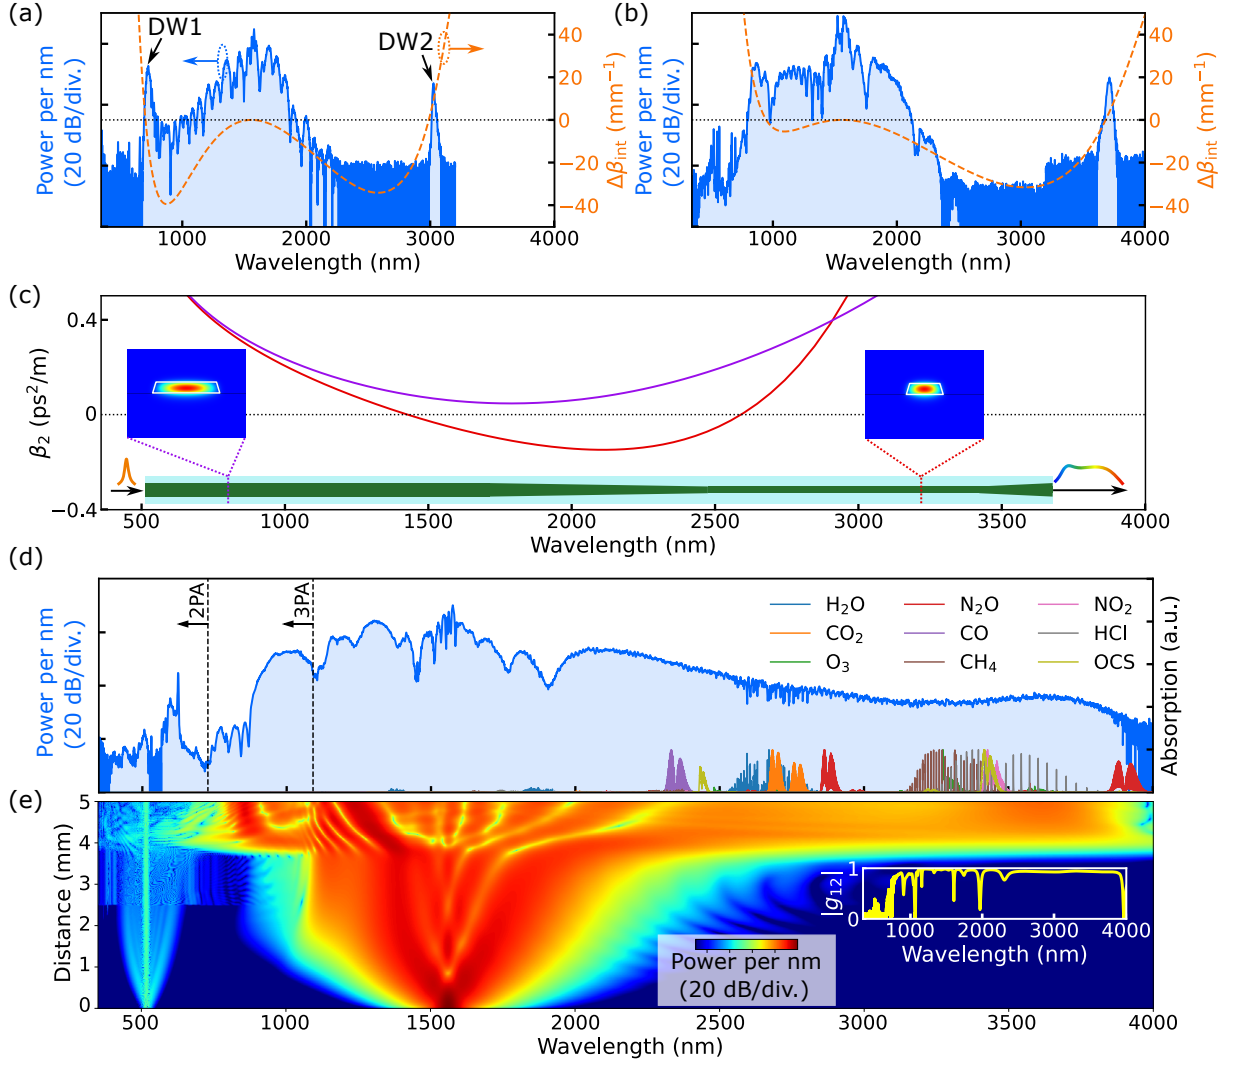 (a)
DW1
DW2
Power per nm
(20 dB/div.)
40
20
0
−20
−40
Δβint (mm−1)
1000
2000
3000
4000
Wavelength (nm)
(b)
Power per nm
(20 dB/div.)
40
20
0
−20
−40
Δβint (mm−1)
1000
2000
3000
4000
Wavelength (nm)
(c)
β2 (ps2/m)
0.4
0
−0.4
500
1000
1500
2000
2500
3000
3500
4000
Wavelength (nm)
(d)
Power per nm
(20 dB/div.)
2PA
3PA
H2O
N2O
NO2
CO2
CO
HCl
O3
CH4
OCS
Absorption (a.u.)
(e)
Distance (mm)
5
4
3
2
1
0
|g12|
1
0
1000
2000
3000
4000
Wavelength (nm)
Power per nm
(20 dB/div.)
500
1000
1500
2000
2500
3000
3500
4000
Wavelength (nm)